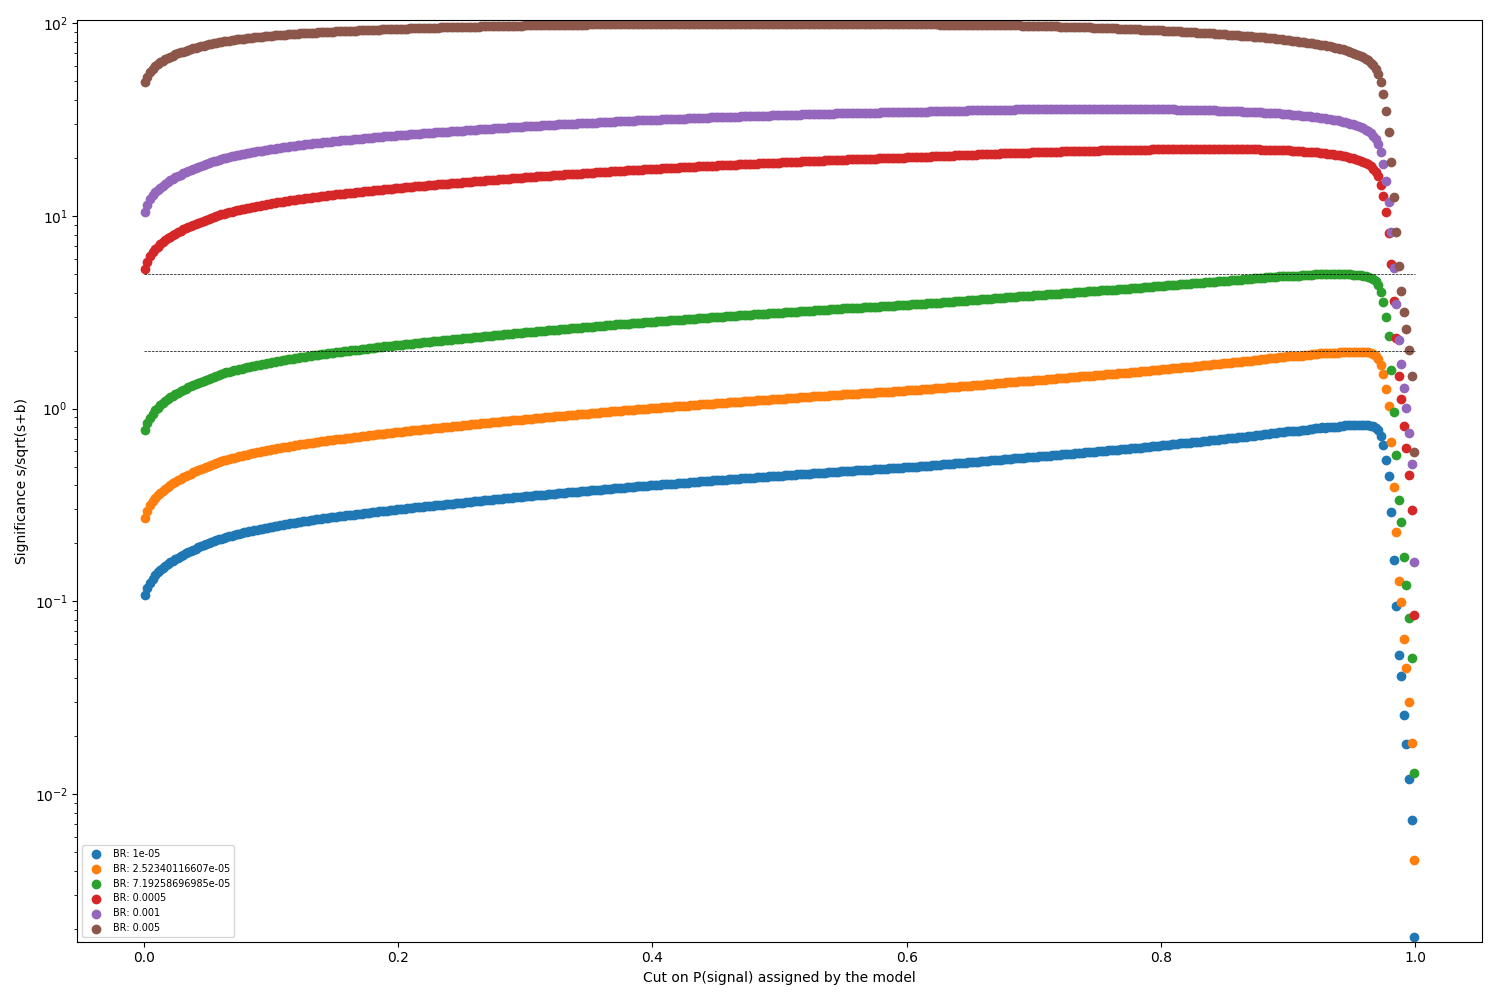 Significance s/sqrt(s+b)
10²
10¹
10⁰
10⁻¹
10⁻²
BR: 1e-05
BR: 2.52340116607e-05
BR: 7.19258696985e-05
BR: 0.0005
BR: 0.001
BR: 0.005
0.0 0.2 0.4 0.6 0.8 1.0
Cut on P(signal) assigned by the model